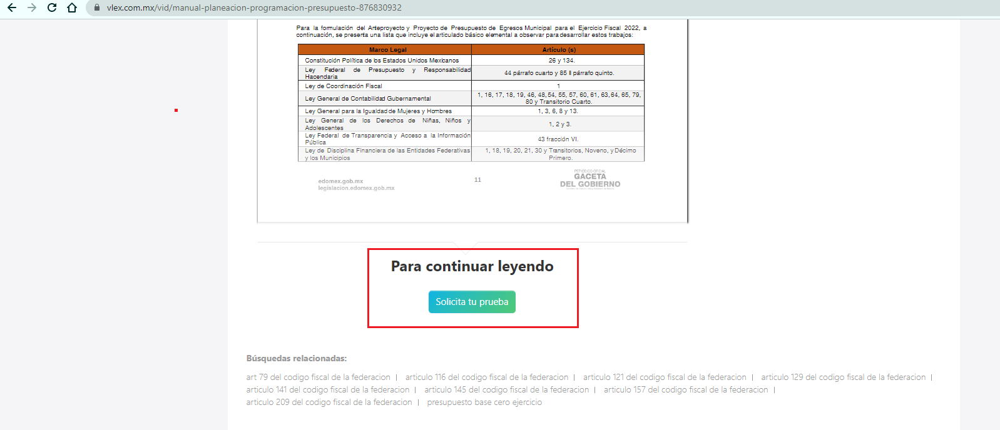 vlex.com.mx/vid/manual-planeacion-programacion-presupuesto-876830932
Para la formulación del Anteproyecto y Proyecto de Presupuesto de Egresos Municipal para el Ejercicio Fiscal 2022, a
continuación, se presenta una lista que incluye el articulado básico elemental a observar para desarrollar estos trabajos:
Marco Legal Artículo (s)
Constitución Política de los Estados Unidos Mexicanos 26 y 134.
Ley Federal de Presupuesto y Responsabilidad
Hacendaria
44 párrafo cuarto y 85 II párrafo quinto.
Ley de Coordinación Fiscal 1
Ley General de Contabilidad Gubernamental
1, 16, 17, 18, 19, 46, 48, 54, 55, 57, 60, 61, 63, 64, 65, 79,
80 y Transitorio Cuarto.
Ley General para la Igualdad de Mujeres y Hombres 1, 3, 6, 8 y 13.
Ley General de los Derechos de Niñas, Niños y
Adolescentes
1, 2 y 3.
Ley Federal de Transparencia y Acceso a la Información
Pública
43 fracción VI.
Ley de Disciplina Financiera de las Entidades Federativas
y los Municipios
1, 18, 19, 20, 21, 30 y Transitorios, Noveno, y Décimo
Primero.
edomex.gob.mx
legislacion.edomex.gob.mx
11
PERIÓDICO OFICIAL
GACETA
DEL GOBIERNO
Para continuar leyendo
Solicita tu prueba
Búsquedas relacionadas:
art 79 del codigo fiscal de la federacion | articulo 116 del codigo fiscal de la federacion | articulo 121 del codigo fiscal de la federacion | articulo 129 del codigo fiscal de la federacion |
articulo 141 del codigo fiscal de la federacion | articulo 145 del codigo fiscal de la federacion | articulo 157 del codigo fiscal de la federacion |
articulo 209 del codigo fiscal de la federacion | presupuesto base cero ejercicio